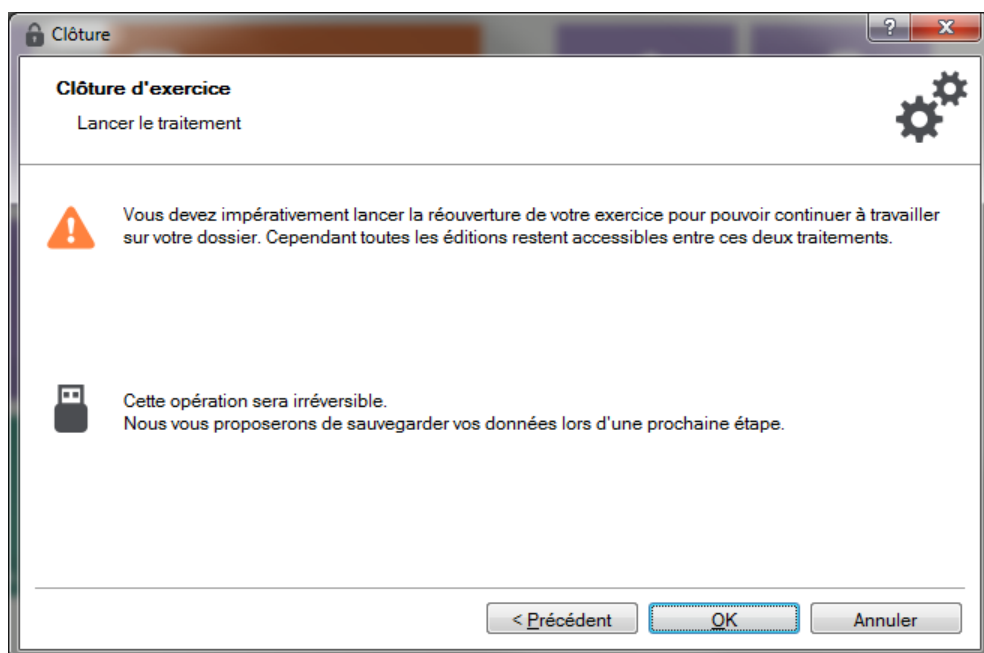 Clôture
Clôture d'exercice
Lancer le traitement
Vous devez impérativement lancer la réouverture de votre exercice pour pouvoir continuer à travailler
sur votre dossier. Cependant toutes les éditions restent accessibles entre ces deux traitements.
Cette opération sera irréversible.
Nous vous proposerons de sauvegarder vos données lors d'une prochaine étape.
< Précédent OK Annuler